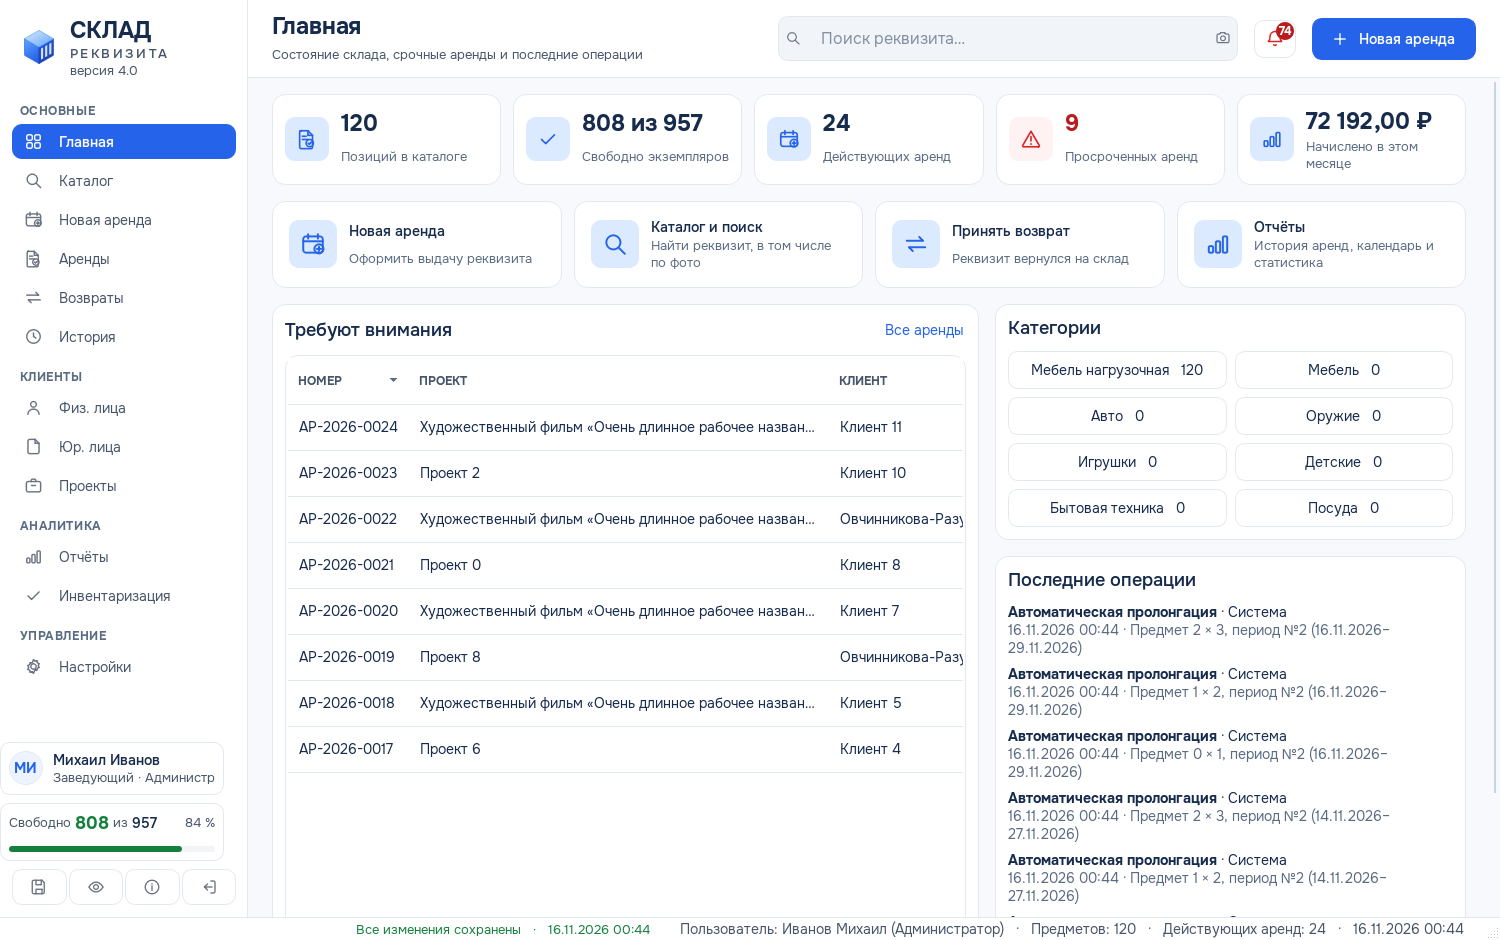 СКЛАД
РЕКВИЗИТА
версия 4.0
ОСНОВНЫЕ
Главная
Каталог
Новая аренда
Аренды
Возвраты
История
КЛИЕНТЫ
Физ. лица
Юр. лица
Проекты
АНАЛИТИКА
Отчёты
Инвентаризация
УПРАВЛЕНИЕ
Настройки
МИ
Михаил Иванов
Заведующий · Администр
Свободно 808 из 957 84 %
Главная
Состояние склада, срочные аренды и последние операции
Поиск реквизита...
74
Новая аренда
120
Позиций в каталоге
808 из 957
Свободно экземпляров
24
Действующих аренд
9
Просроченных аренд
72 192,00 ₽
Начислено в этом
месяце
Новая аренда
Оформить выдачу реквизита
Каталог и поиск
Найти реквизит, в том числе
по фото
Принять возврат
Реквизит вернулся на склад
Отчёты
История аренд, календарь и
статистика
Требуют внимания Все аренды
НОМЕР ПРОЕКТ КЛИЕНТ
АР-2026-0024 Художественный фильм «Очень длинное рабочее назван... Клиент 11
АР-2026-0023 Проект 2 Клиент 10
АР-2026-0022 Художественный фильм «Очень длинное рабочее назван... Овчинникова-Разу
АР-2026-0021 Проект 0 Клиент 8
АР-2026-0020 Художественный фильм «Очень длинное рабочее назван... Клиент 7
АР-2026-0019 Проект 8 Овчинникова-Разу
АР-2026-0018 Художественный фильм «Очень длинное рабочее назван... Клиент 5
АР-2026-0017 Проект 6 Клиент 4
Категории
Мебель нагрузочная 120 Мебель 0
Авто 0 Оружие 0
Игрушки 0 Детские 0
Бытовая техника 0 Посуда 0
Последние операции
Автоматическая пролонгация · Система
16.11.2026 00:44 · Предмет 2 × 3, период №2 (16.11.2026–
29.11.2026)
Автоматическая пролонгация · Система
16.11.2026 00:44 · Предмет 1 × 2, период №2 (16.11.2026–
29.11.2026)
Автоматическая пролонгация · Система
16.11.2026 00:44 · Предмет 0 × 1, период №2 (16.11.2026–
29.11.2026)
Автоматическая пролонгация · Система
16.11.2026 00:44 · Предмет 2 × 3, период №2 (14.11.2026–
27.11.2026)
Автоматическая пролонгация · Система
16.11.2026 00:44 · Предмет 1 × 2, период №2 (14.11.2026–
27.11.2026)
Все изменения сохранены · 16.11.2026 00:44 Пользователь: Иванов Михаил (Администратор) · Предметов: 120 · Действующих аренд: 24 · 16.11.2026 00:44